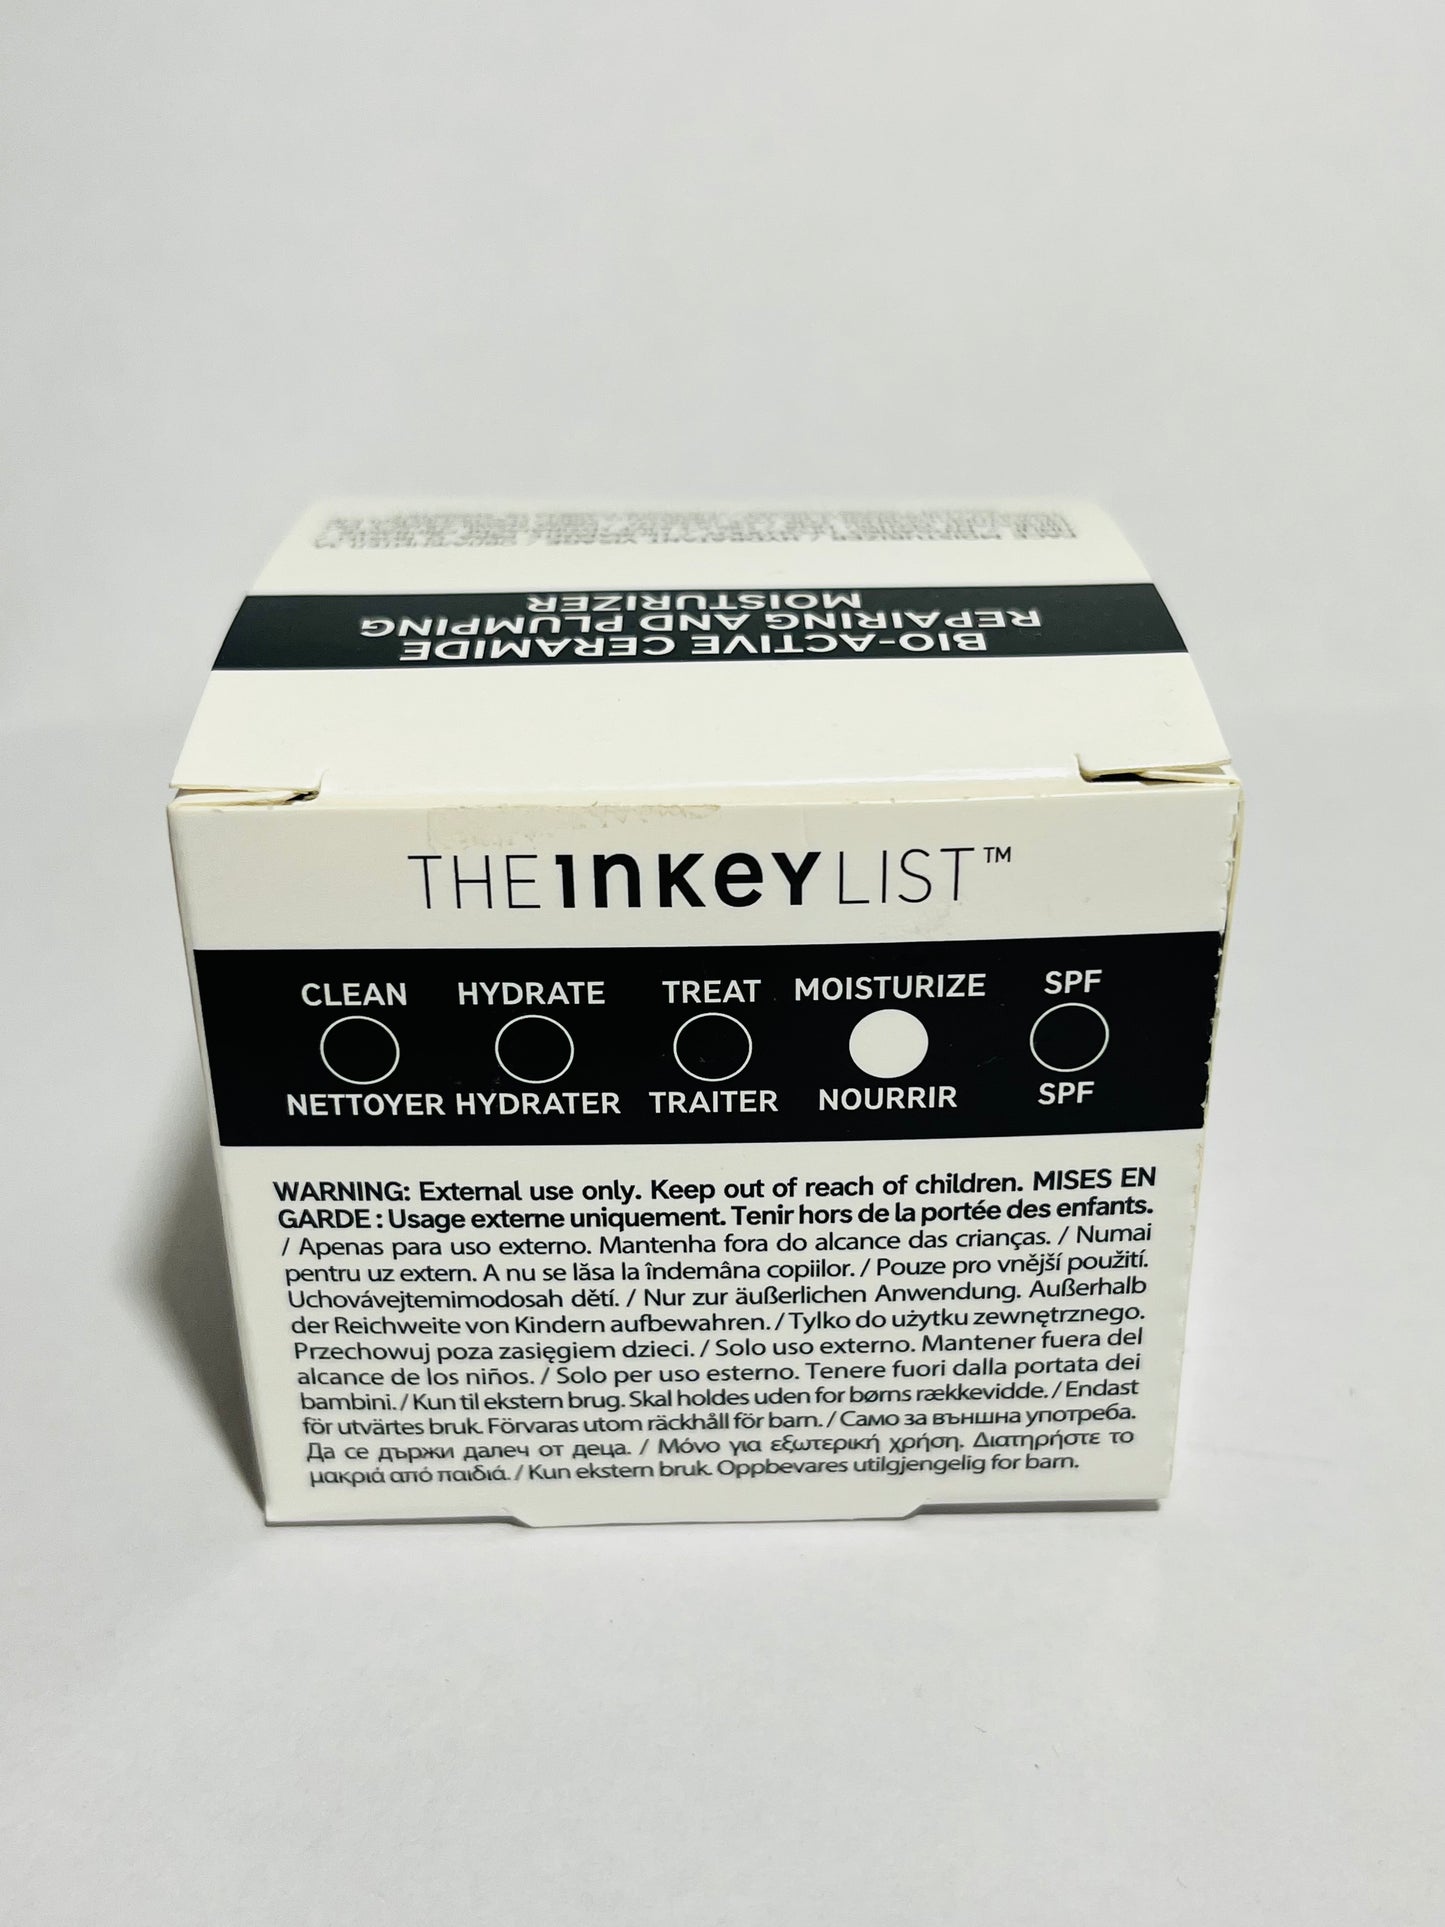 BIO-ACTIVE CERAMIDE
REPAIRING AND PLUMPING
MOISTURIZER
THE INKEY LIST™
CLEAN HYDRATE TREAT MOISTURIZE SPF
NETTOYER HYDRATER TRAITER NOURRIR SPF
WARNING: External use only. Keep out of reach of children. MISES EN
GARDE : Usage externe uniquement. Tenir hors de la portée des enfants.
/ Apenas para uso externo. Mantenha fora do alcance das crianças. / Numai
pentru uz extern. A nu se lăsa la îndemâna copiilor. / Pouze pro vnější použití.
Uchovávejtemimodosah dětí. / Nur zur äußerlichen Anwendung. Außerhalb
der Reichweite von Kindern aufbewahren. / Tylko do użytku zewnętrznego.
Przechowuj poza zasięgiem dzieci. / Solo uso externo. Mantener fuera del
alcance de los niños. / Solo per uso esterno. Tenere fuori dalla portata dei
bambini. / Kun til ekstern brug. Skal holdes uden for børns rækkevidde. / Endast
för utvärtes bruk. Förvaras utom räckhåll för barn. / Само за външна употреба.
Да се държи далеч от деца. / Μόνο για εξωτερική χρήση. Διατηρήστε το
μακριά από παιδιά. / Kun ekstern bruk. Oppbevares utilgjengelig for barn.